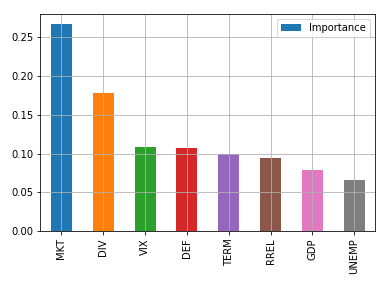 Importance
0.25
0.20
0.15
0.10
0.05
0.00
MKT
DIV
VIX
DEF
TERM
RREL
GDP
UNEMP